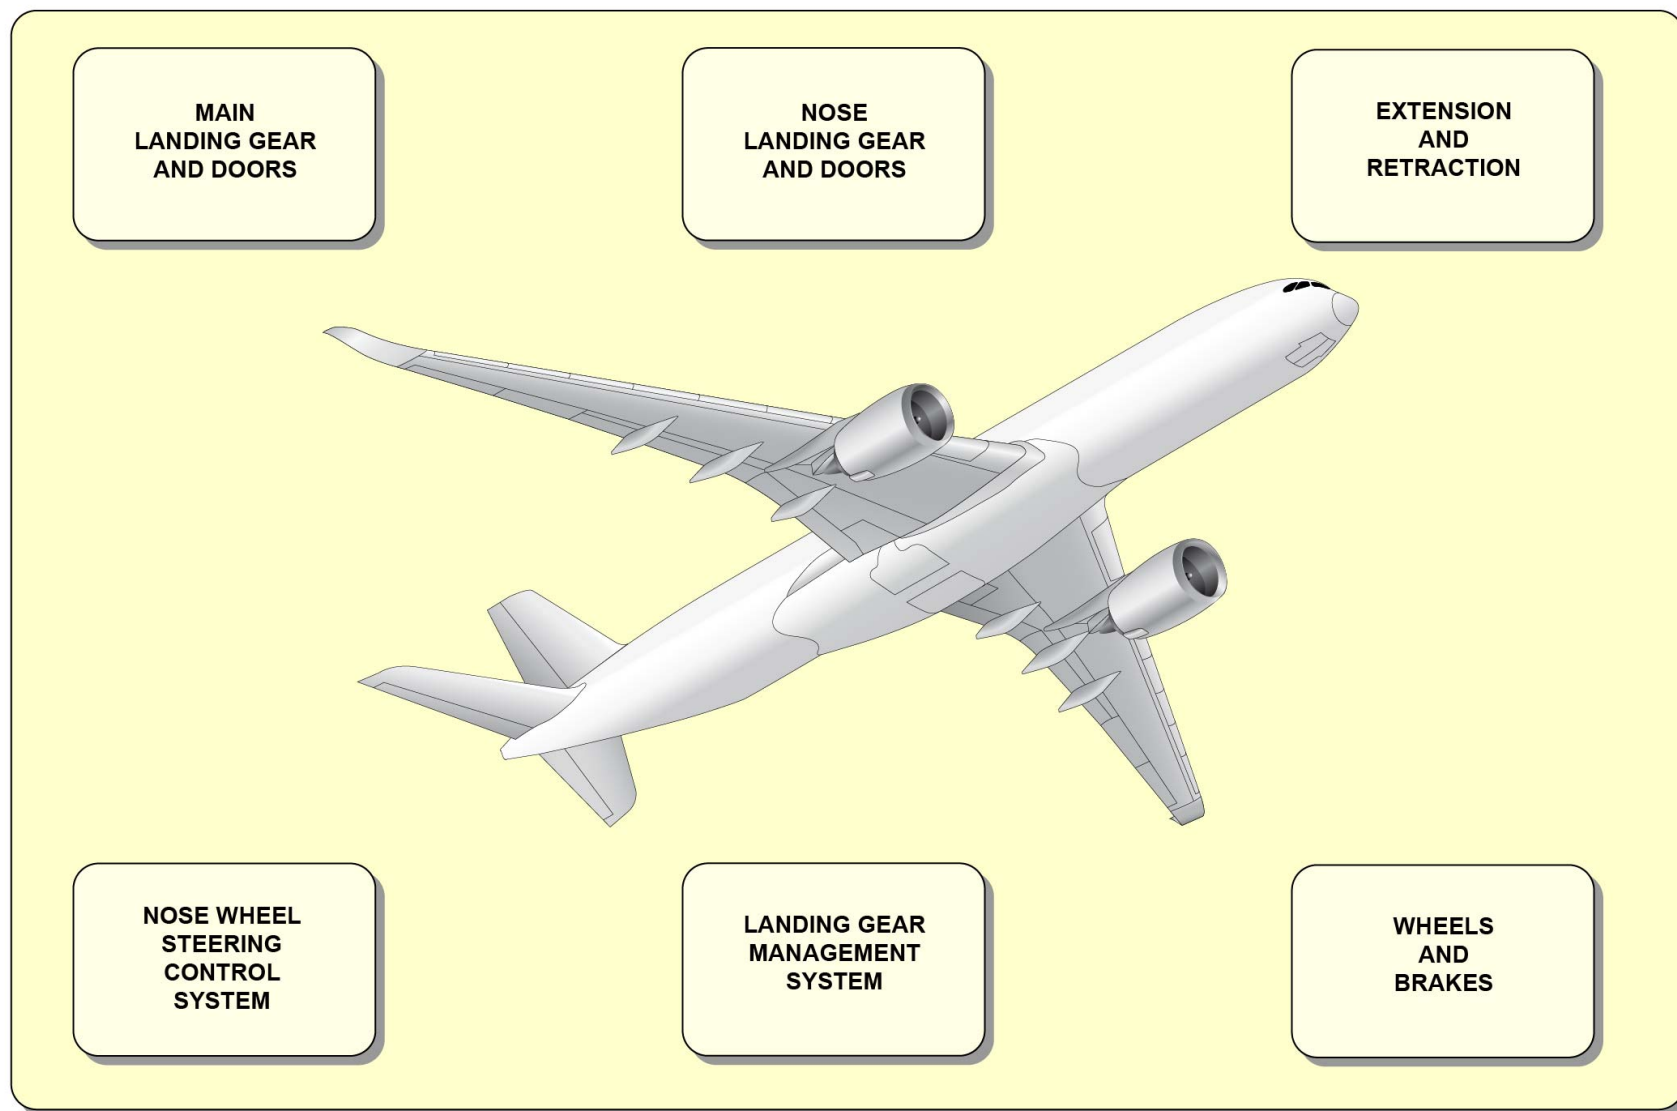 MAIN
LANDING GEAR
AND DOORS
NOSE
LANDING GEAR
AND DOORS
EXTENSION
AND
RETRACTION
NOSE WHEEL
STEERING
CONTROL
SYSTEM
LANDING GEAR
MANAGEMENT
SYSTEM
WHEELS
AND
BRAKES